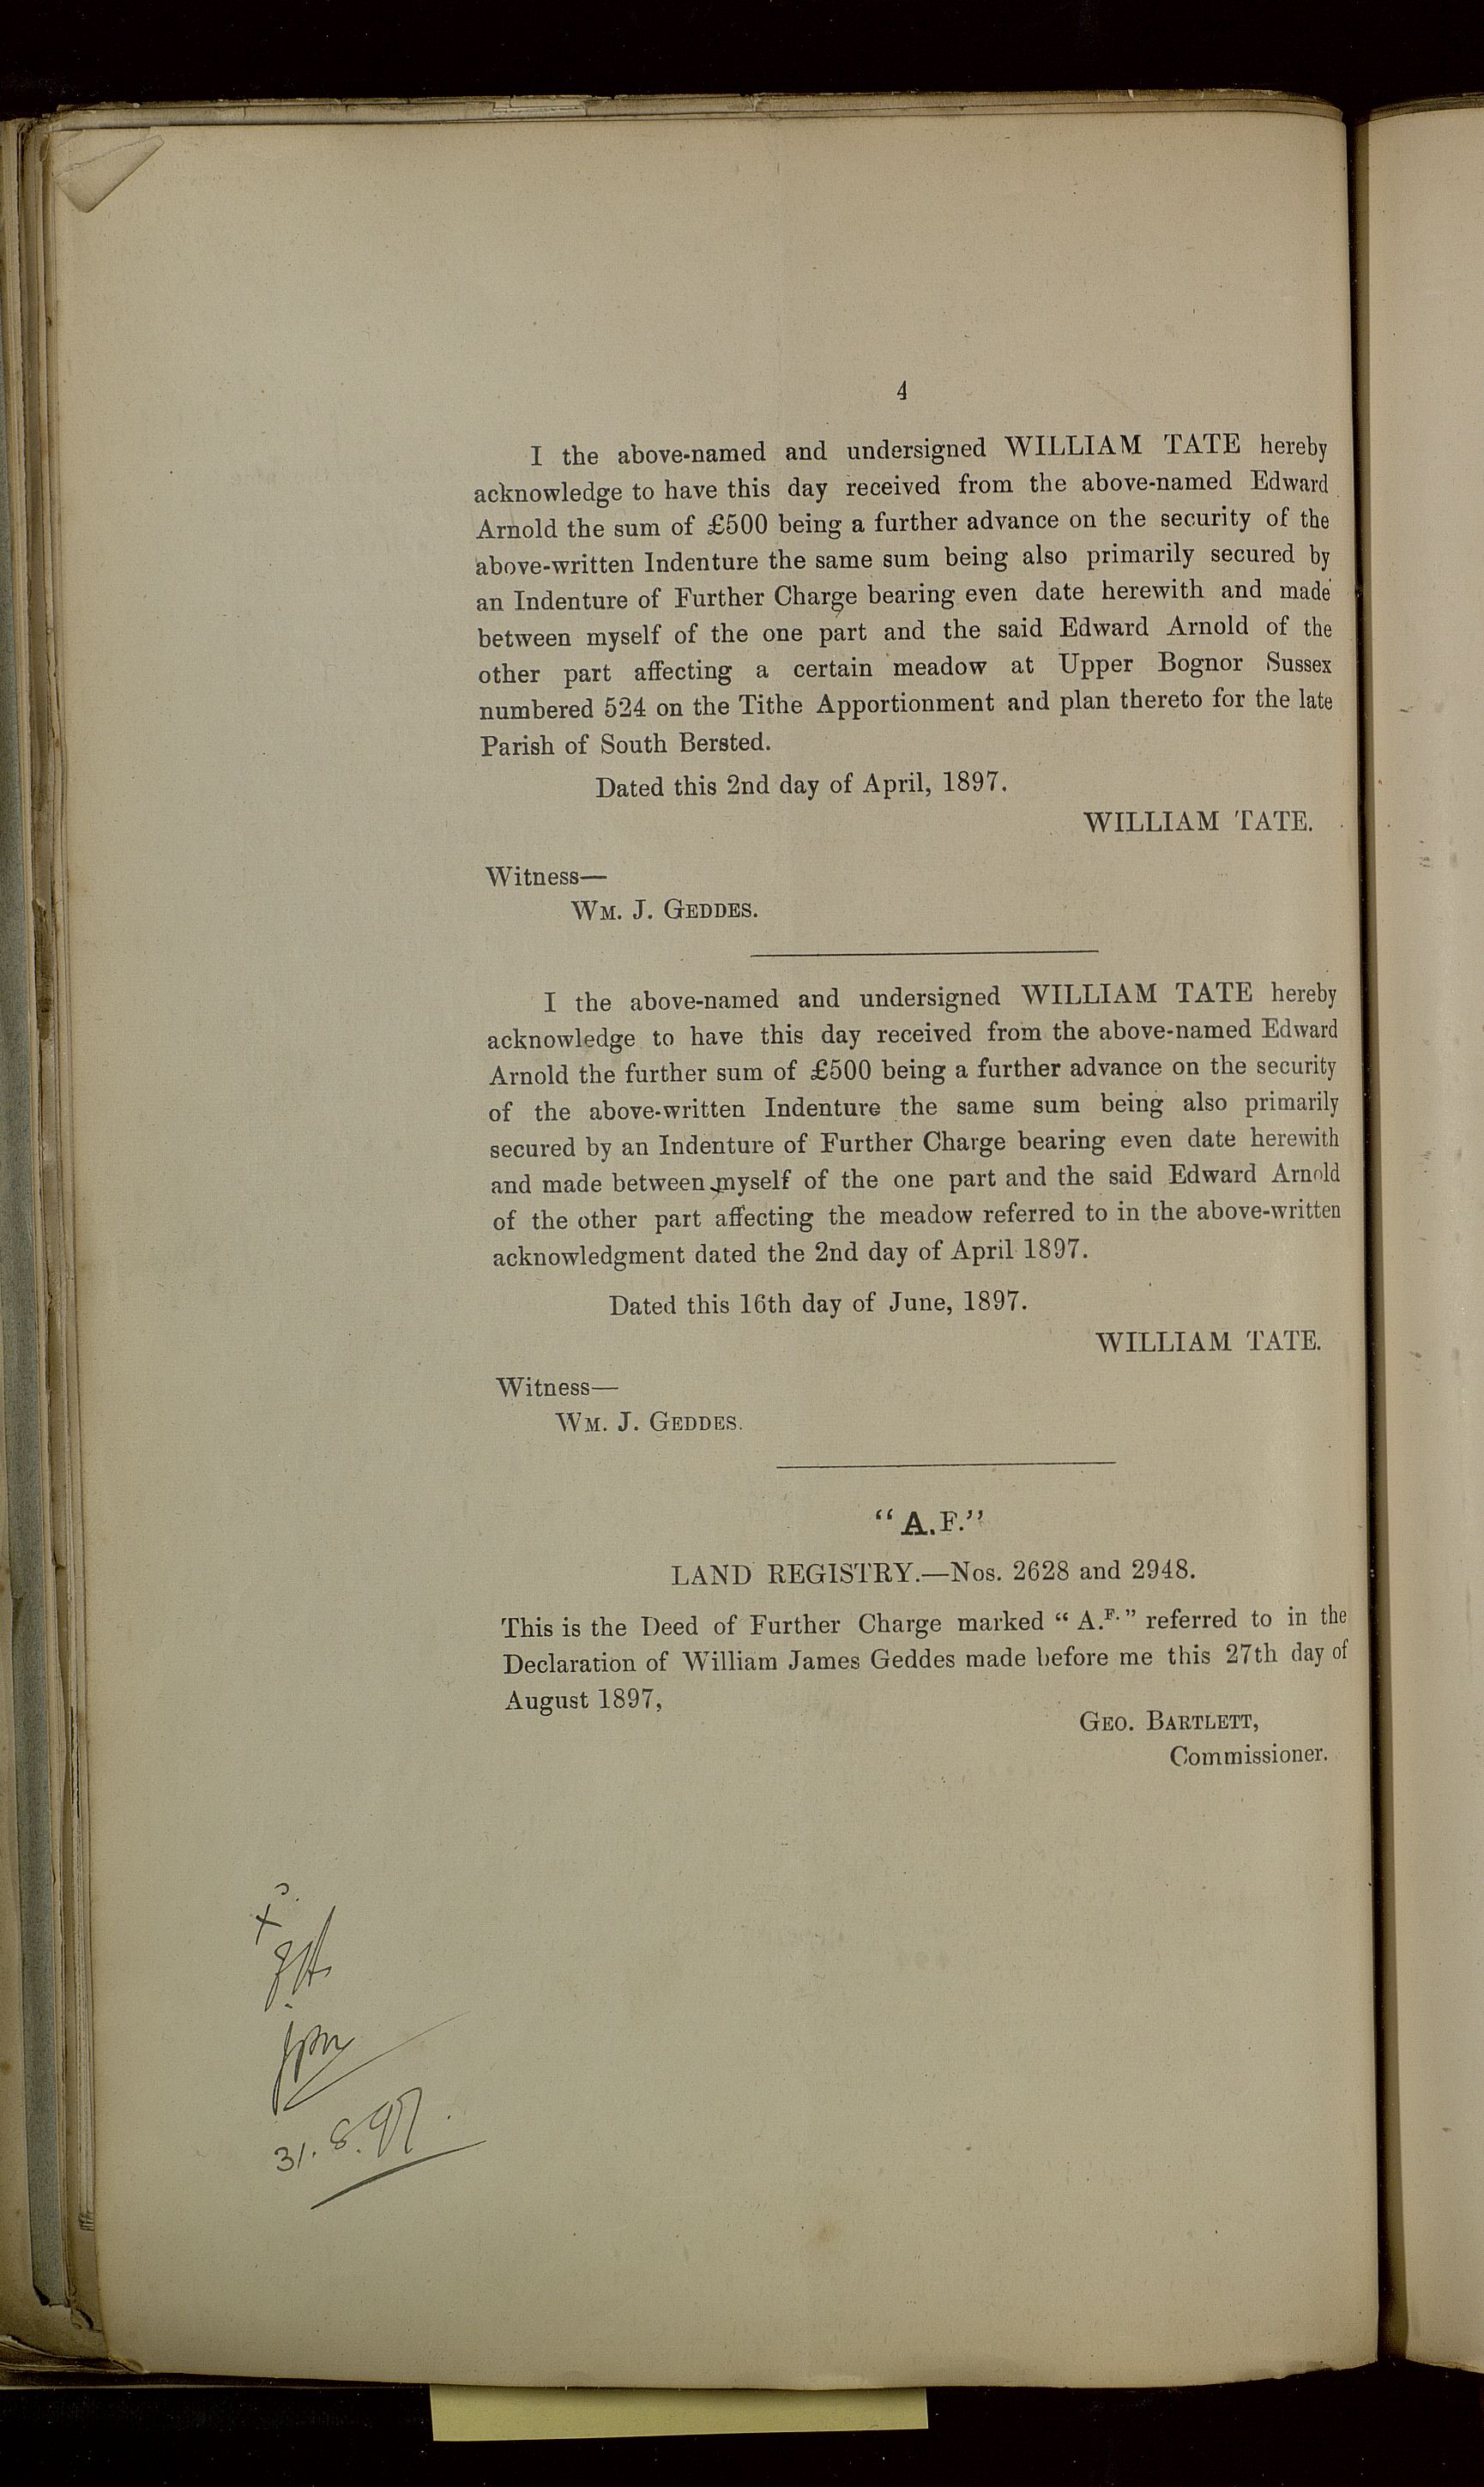 4
I the above-named and undersigned WILLIAM TATE hereby
acknowledge to have this day received from the above-named Edward
Arnold the sum of £500 being a further advance on the security of the
above-written Indenture the same sum being also primarily secured by
an Indenture of Further Charge bearing even date herewith and made
between myself of the one part and the said Edward Arnold of the
other part affecting a certain meadow at Upper Bognor Sussex
numbered 524 on the Tithe Apportionment and plan thereto for the late
Parish of South Bersted.
Dated this 2nd day of April, 1897.
WILLIAM TATE.
Witness—
WM. J. GEDDES.
I the above-named and undersigned WILLIAM TATE hereby
acknowledge to have this day received from the above-named Edward
Arnold the further sum of £500 being a further advance on the security
of the above-written Indenture the same sum being also primarily
secured by an Indenture of Further Charge bearing even date herewith
and made between myself of the one part and the said Edward Arnold
of the other part affecting the meadow referred to in the above-written
acknowledgment dated the 2nd day of April 1897.
Dated this 16th day of June, 1897.
WILLIAM TATE.
Witness—
WM. J. GEDDES.
“A.F.”
LAND REGISTRY.—Nos. 2628 and 2948.
This is the Deed of Further Charge marked “A.F.” referred to in the
Declaration of William James Geddes made before me this 27th day of
August 1897,
GEO. BARTLETT,
Commissioner.
31.8.97.